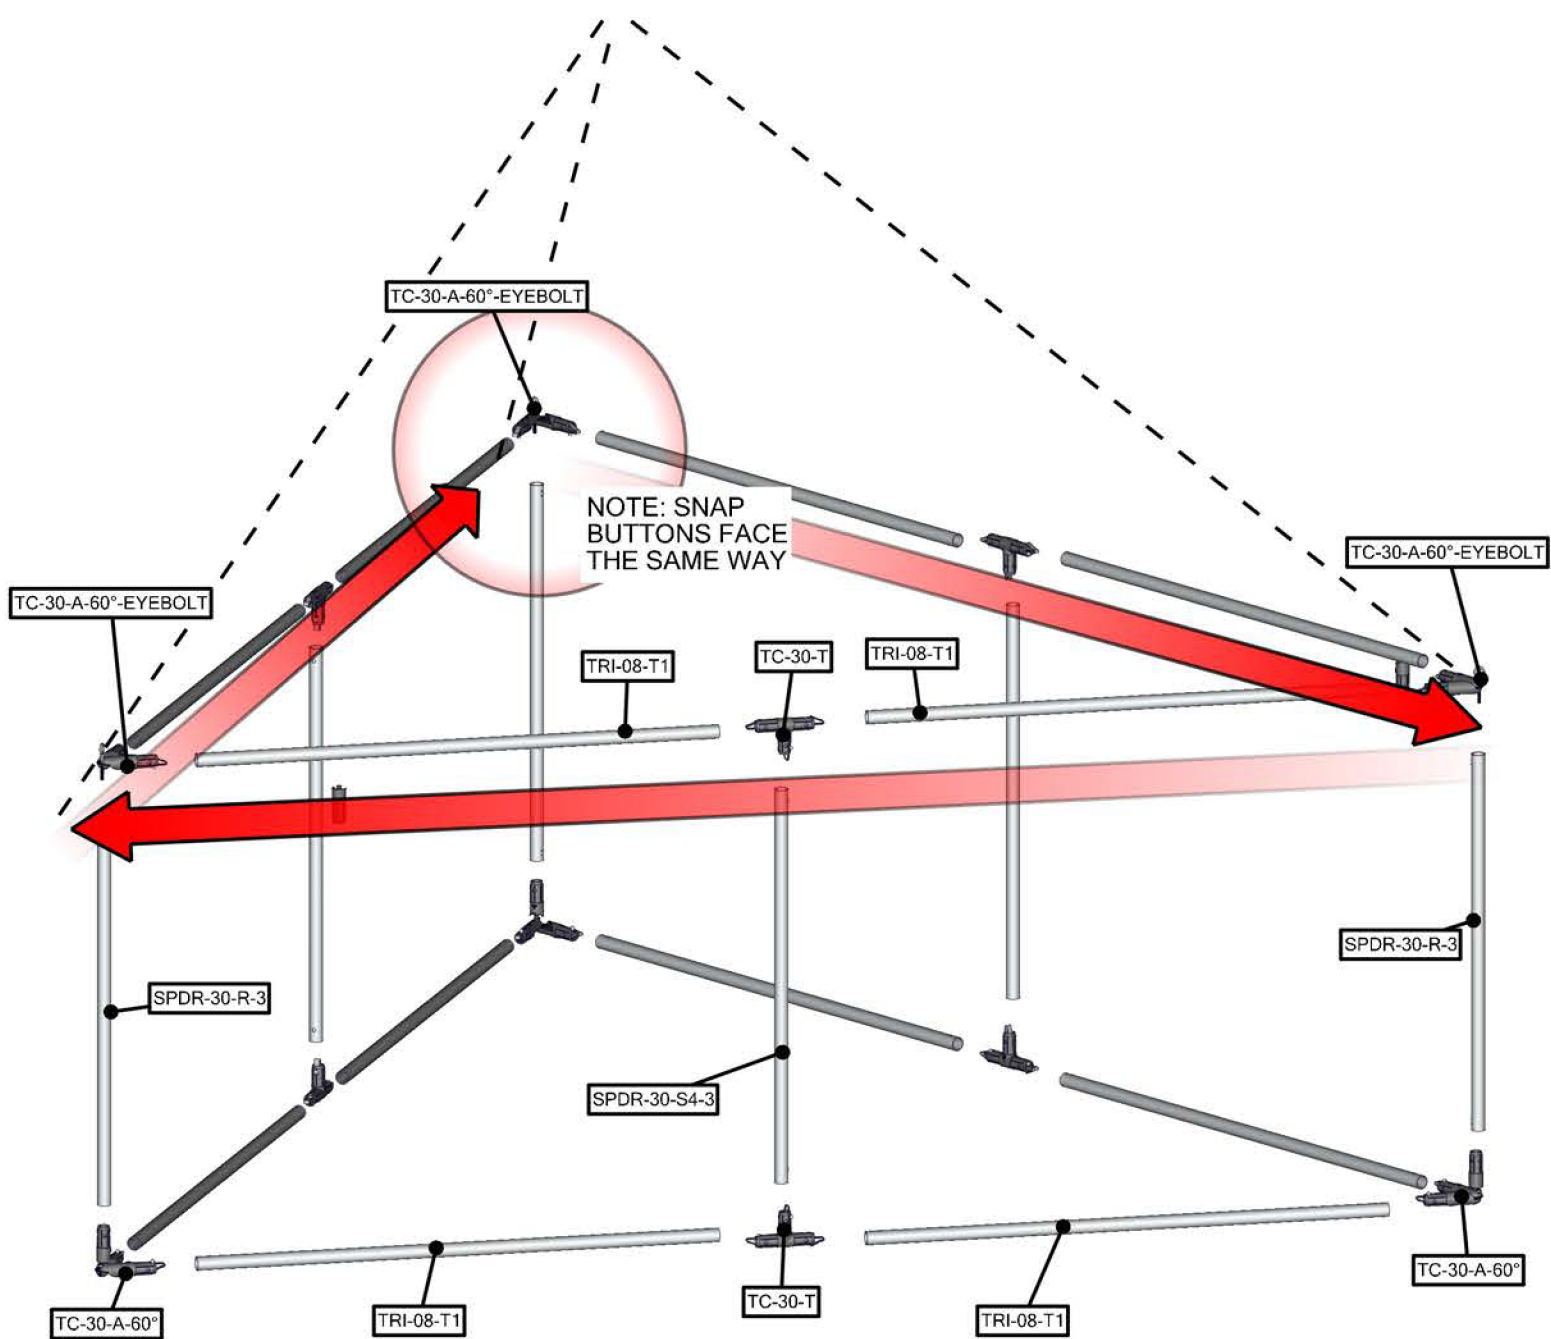 TC-30-A-60°-EYEBOLT
NOTE: SNAP
BUTTONS FACE
THE SAME WAY
TC-30-A-60°-EYEBOLT
TC-30-A-60°-EYEBOLT
TRI-08-T1
TC-30-T
TRI-08-T1
SPDR-30-R-3
SPDR-30-R-3
SPDR-30-S4-3
TC-30-A-60°
TC-30-T
TC-30-A-60°
TRI-08-T1
TRI-08-T1